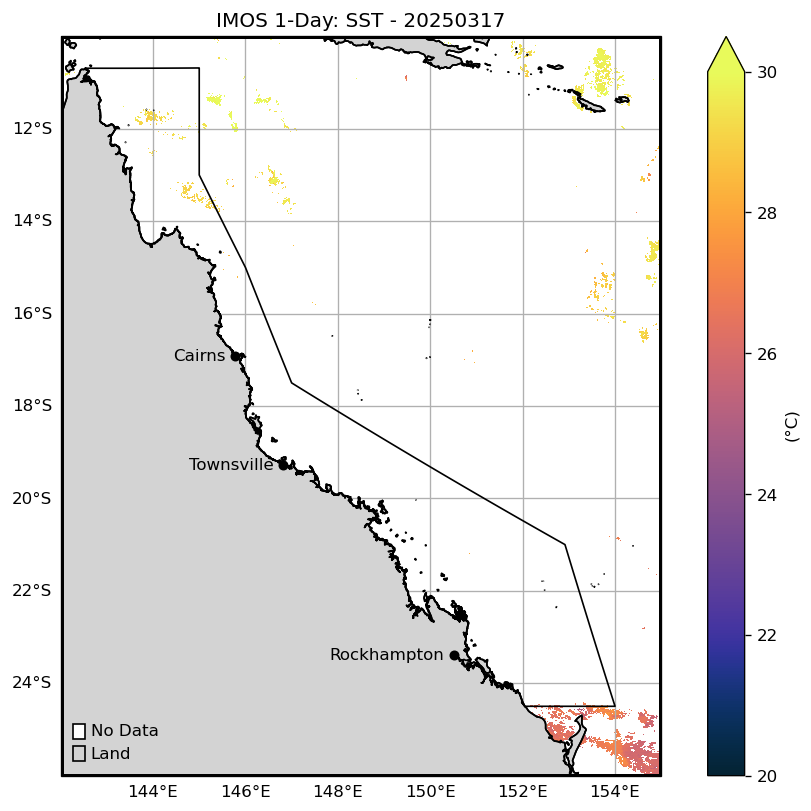 IMOS 1-Day: SST - 20250317
12°S
14°S
16°S
18°S
20°S
22°S
24°S
Cairns
Townsville
Rockhampton
No Data
Land
144°E
146°E
148°E
150°E
152°E
154°E
30
28
26
24
22
20
(°C)